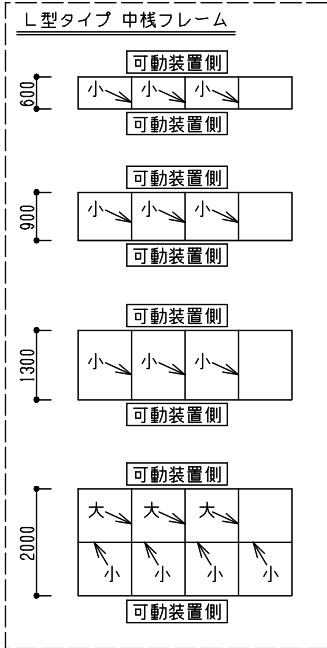 L型タイプ 中桟フレーム
可動装置側
600
小 小 小
可動装置側
可動装置側
900
小 小 小
可動装置側
可動装置側
1300
小 小 小
可動装置側
可動装置側
2000
大 大 大
小 小 小 小
可動装置側